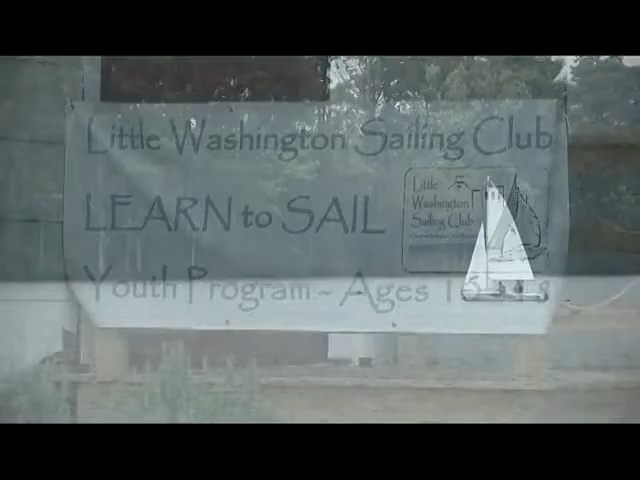 Little Washington Sailing Club
LEARN to SAIL
Little
Washington
Sailing Club
Youth Program ~ Ages